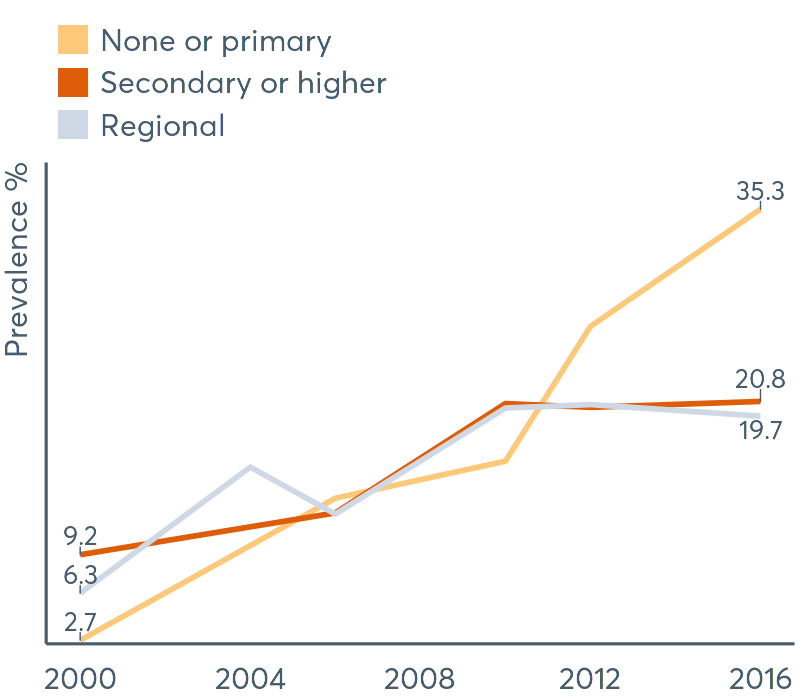 None or primary
Secondary or higher
Regional
Prevalence %
35.3
20.8
19.7
9.2
6.3
2.7
2000 2004 2008 2012 2016